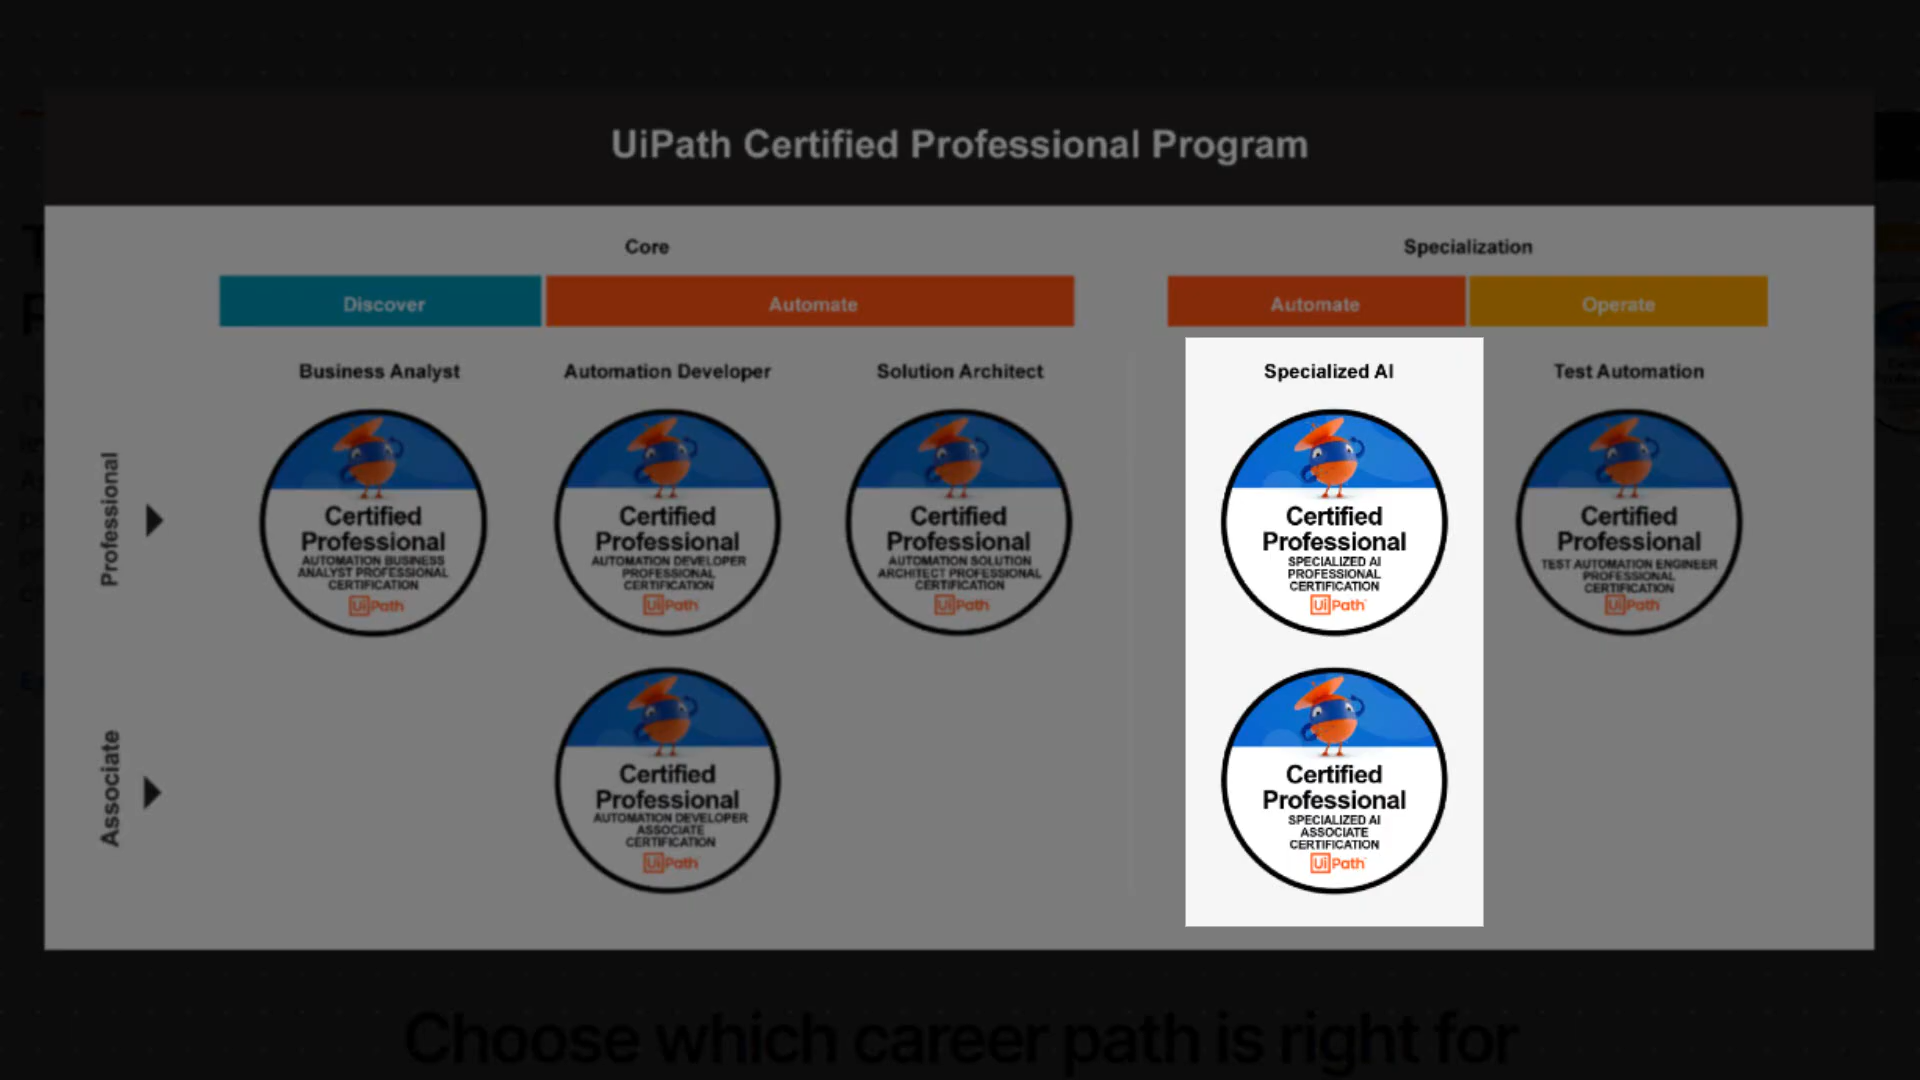 UiPath Certified Professional Program
Core
Specialization
Discover
Automate
Automate
Operate
Business Analyst
Automation Developer
Solution Architect
Specialized AI
Test Automation
Professional
Certified
Professional
AUTOMATION BUSINESS
ANALYST PROFESSIONAL
CERTIFICATION
UiPath
Certified
Professional
AUTOMATION DEVELOPER
PROFESSIONAL
CERTIFICATION
UiPath
Certified
Professional
AUTOMATION SOLUTION
ARCHITECT PROFESSIONAL
CERTIFICATION
UiPath
Certified
Professional
SPECIALIZED AI
PROFESSIONAL
CERTIFICATION
UiPath
Certified
Professional
TEST AUTOMATION ENGINEER
PROFESSIONAL
CERTIFICATION
UiPath
Associate
Certified
Professional
AUTOMATION DEVELOPER
ASSOCIATE
CERTIFICATION
UiPath
Certified
Professional
SPECIALIZED AI
ASSOCIATE
CERTIFICATION
UiPath
Choose which career path is right for